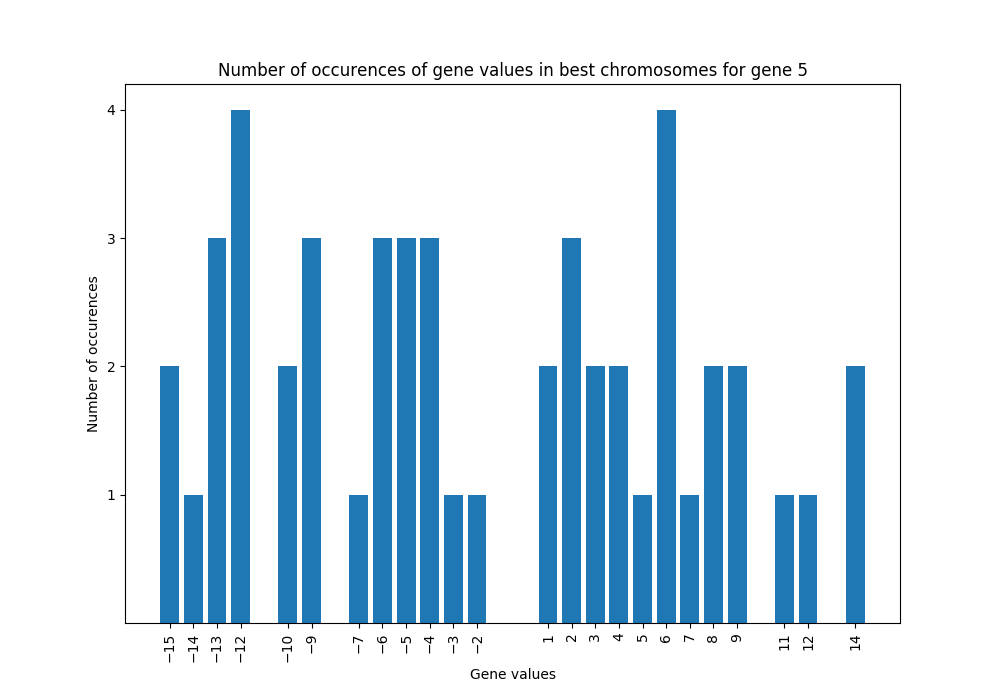 Number of occurences of gene values in best chromosomes for gene 5
4
3
2
1
Number of occurences
−15 −14 −13 −12 −10 −9 −7 −6 −5 −4 −3 −2 1 2 3 4 5 6 7 8 9 11 12 14
Gene values